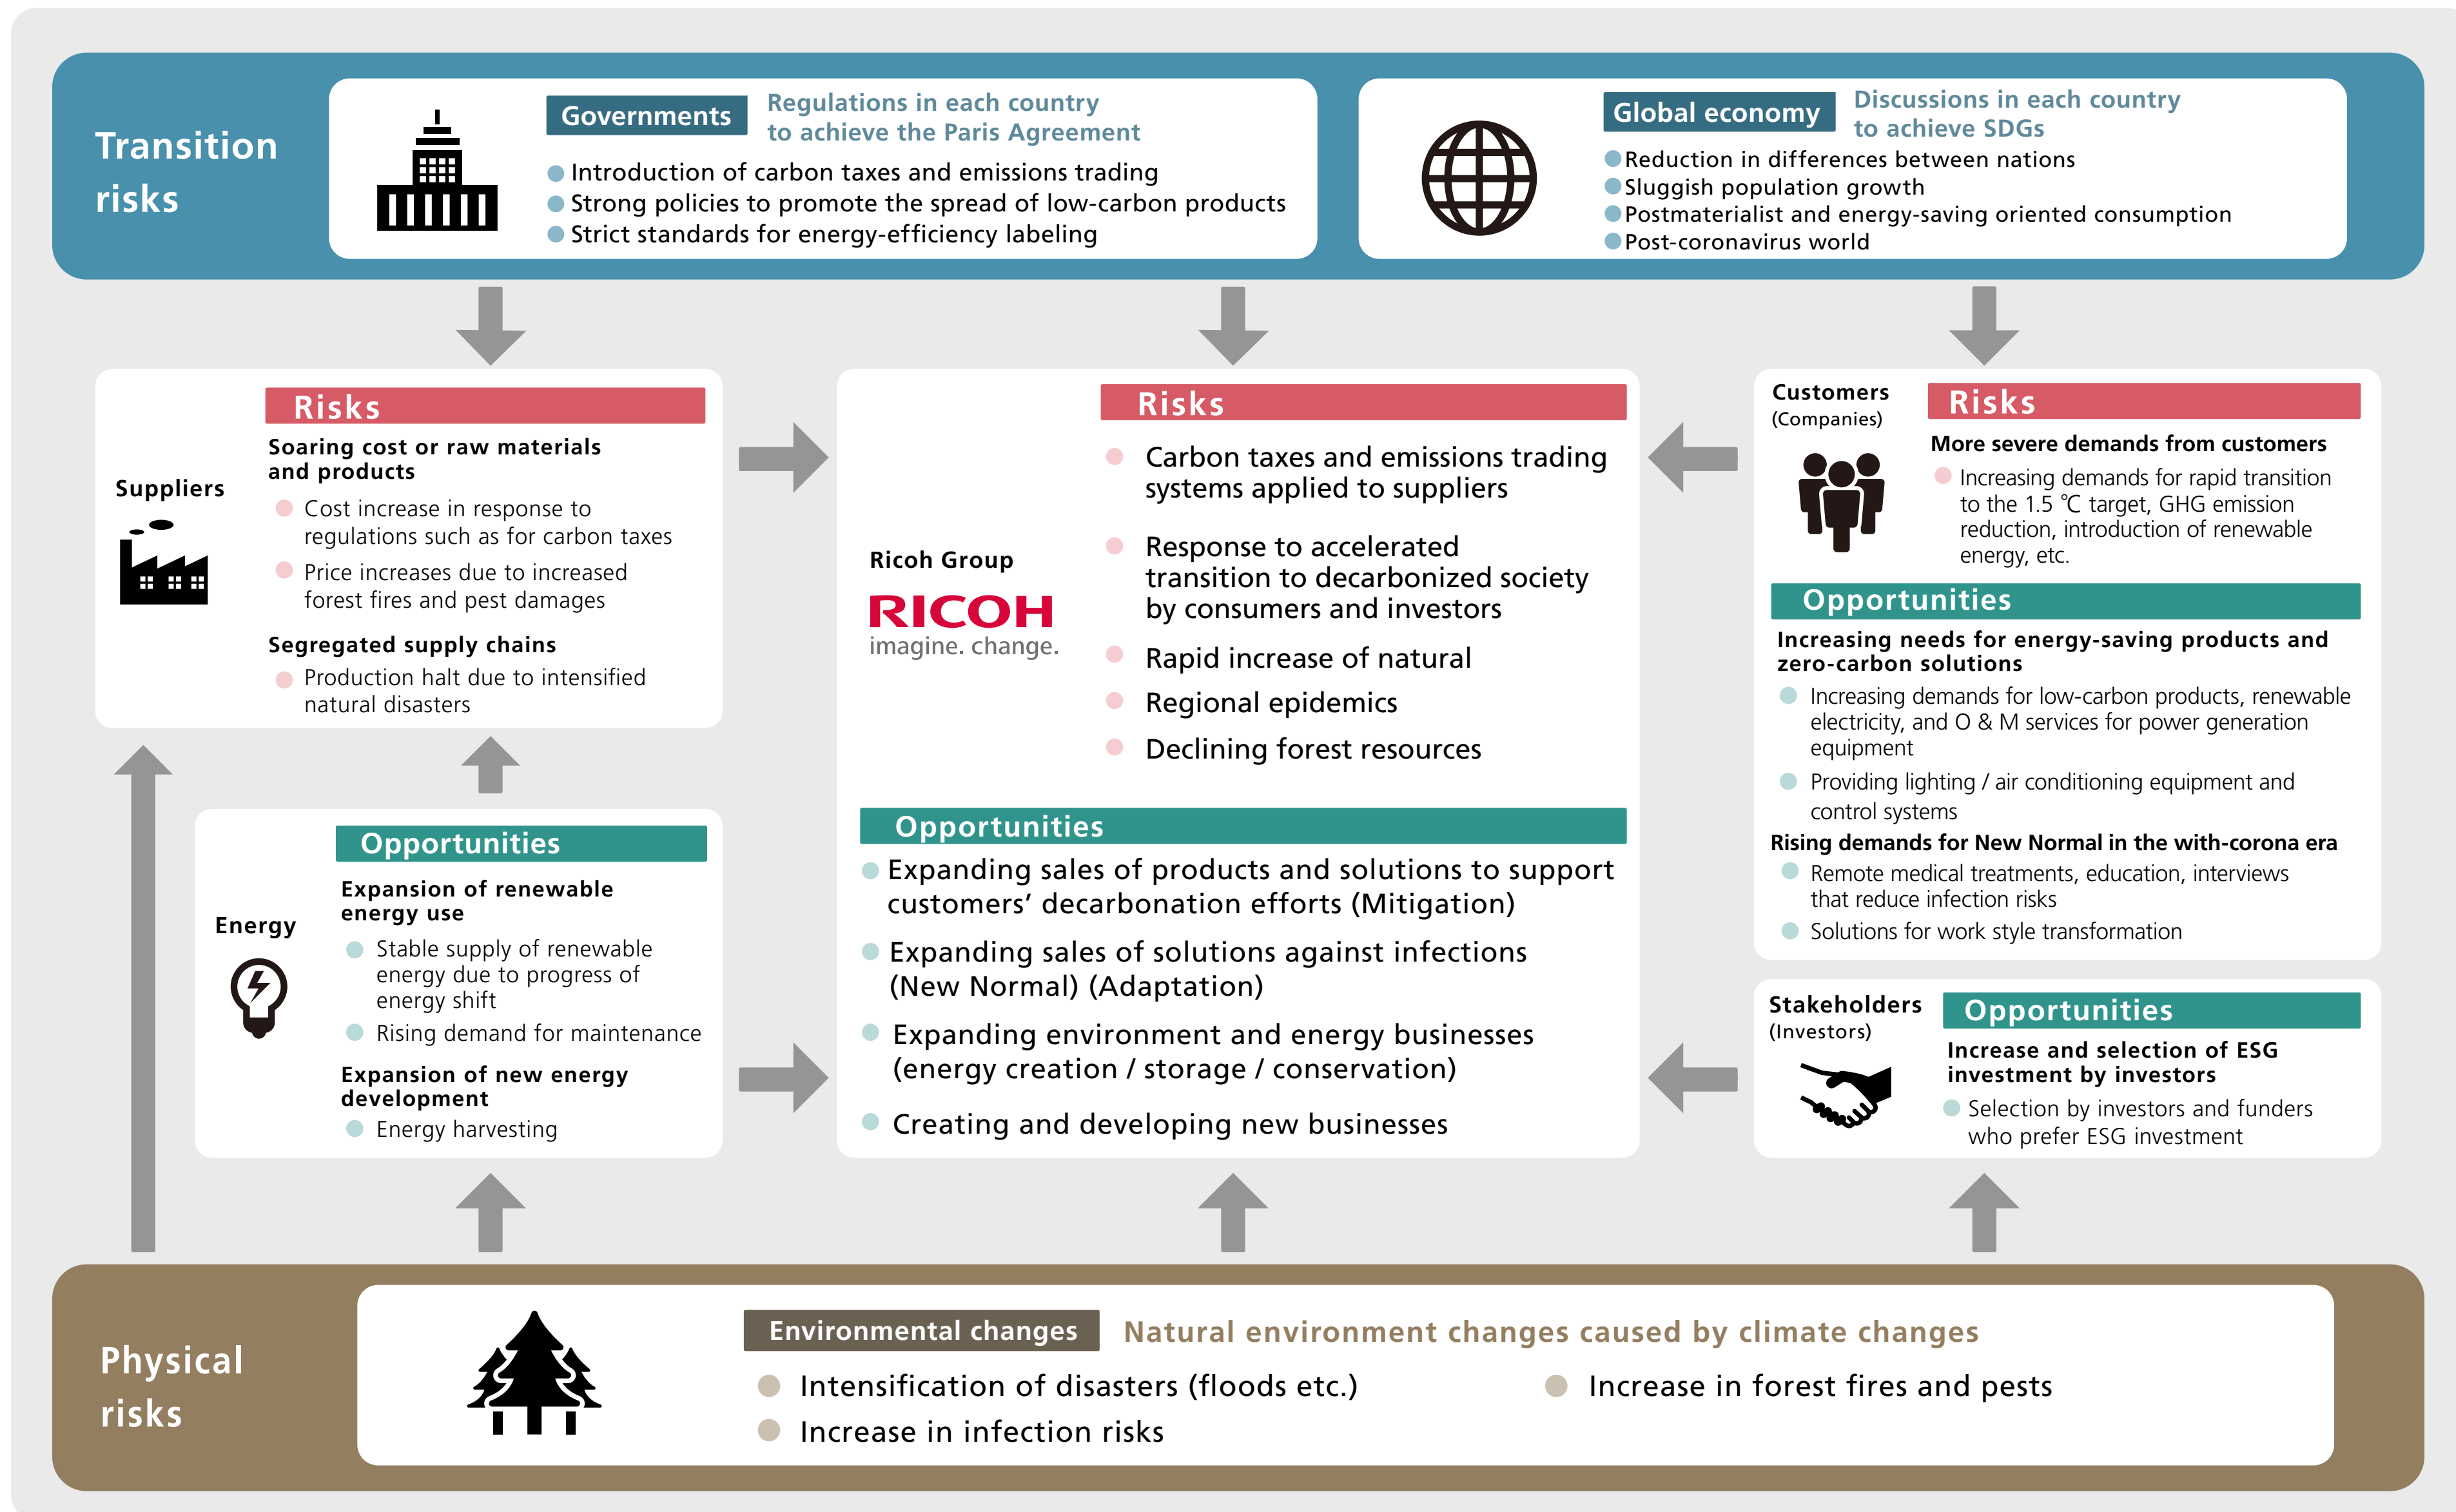 Transition
risks
Governments
Regulations in each country
to achieve the Paris Agreement
Introduction of carbon taxes and emissions trading
Strong policies to promote the spread of low-carbon products
Strict standards for energy-efficiency labeling
Global economy
Discussions in each country
to achieve SDGs
Reduction in differences between nations
Sluggish population growth
Postmaterialist and energy-saving oriented consumption
Post-coronavirus world
Suppliers
Risks
Soaring cost or raw materials
and products
Cost increase in response to
regulations such as for carbon taxes
Price increases due to increased
forest fires and pest damages
Segregated supply chains
Production halt due to intensified
natural disasters
Energy
Opportunities
Expansion of renewable
energy use
Stable supply of renewable
energy due to progress of
energy shift
Rising demand for maintenance
Expansion of new energy
development
Energy harvesting
Ricoh Group
RICOH
imagine. change.
Risks
Carbon taxes and emissions trading
systems applied to suppliers
Response to accelerated
transition to decarbonized society
by consumers and investors
Rapid increase of natural
Regional epidemics
Declining forest resources
Opportunities
Expanding sales of products and solutions to support
customers’ decarbonation efforts (Mitigation)
Expanding sales of solutions against infections
(New Normal) (Adaptation)
Expanding environment and energy businesses
(energy creation / storage / conservation)
Creating and developing new businesses
Customers
(Companies)
Risks
More severe demands from customers
Increasing demands for rapid transition
to the 1.5 ℃ target, GHG emission
reduction, introduction of renewable
energy, etc.
Opportunities
Increasing needs for energy-saving products and
zero-carbon solutions
Increasing demands for low-carbon products, renewable
electricity, and O & M services for power generation
equipment
Providing lighting / air conditioning equipment and
control systems
Rising demands for New Normal in the with-corona era
Remote medical treatments, education, interviews
that reduce infection risks
Solutions for work style transformation
Stakeholders
(Investors)
Opportunities
Increase and selection of ESG
investment by investors
Selection by investors and funders
who prefer ESG investment
Physical
risks
Environmental changes
Natural environment changes caused by climate changes
Intensification of disasters (floods etc.)
Increase in forest fires and pests
Increase in infection risks